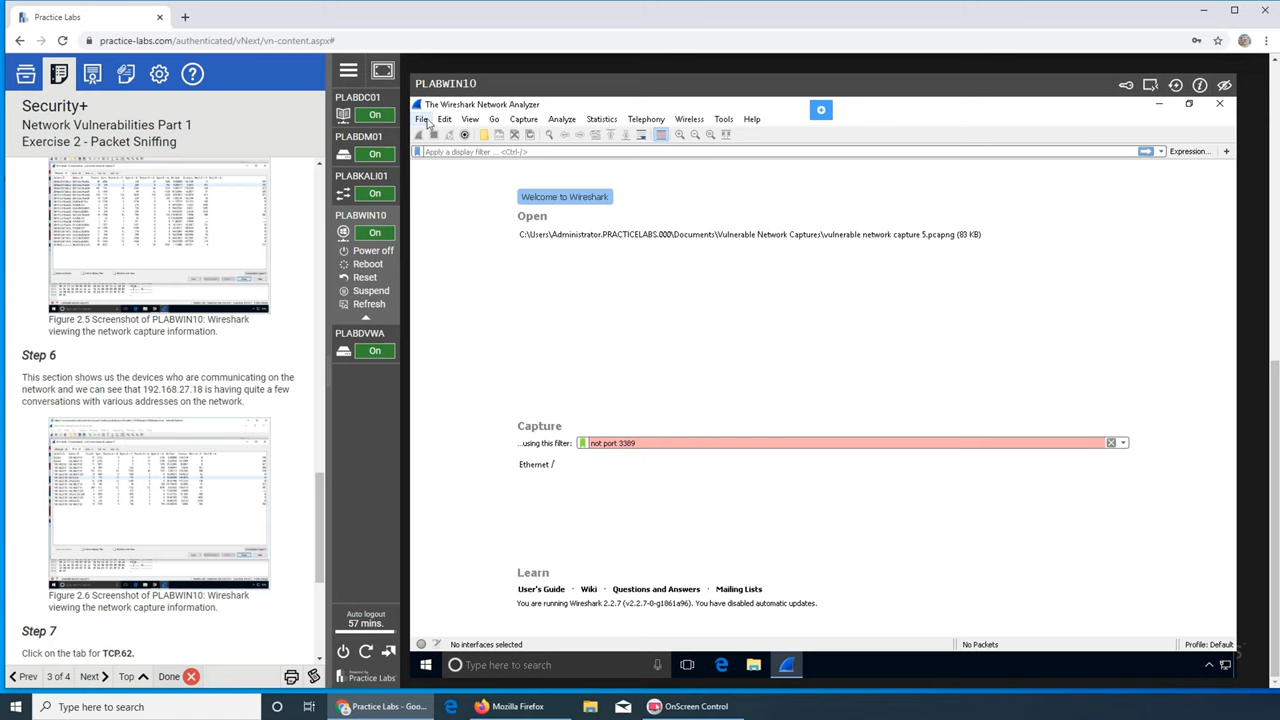 Practice Labs
practice-labs.com/authenticated/vNext/vn-content.aspx#
Security+
Network Vulnerabilities Part 1
Exercise 2 - Packet Sniffing
Figure 2.5 Screenshot of PLABWIN10: Wireshark
viewing the network capture information.
Step 6
This section shows us the devices who are communicating on the
network and we can see that 192.168.27.18 is having quite a few
conversations with various addresses on the network.
Figure 2.6 Screenshot of PLABWIN10: Wireshark
viewing the network capture information.
Step 7
Click on the tab for TCP.62.
Prev
3 of 4
Next
Top
Done
PLABDC01
On
PLABDM01
On
PLABKALI01
On
PLABWIN10
On
Power off
Reboot
Reset
Suspend
Refresh
PLABDVWA
On
Auto logout
57 mins.
Powered by
Practice Labs
PLABWIN10
The Wireshark Network Analyzer
File Edit View Go Capture Analyze Statistics Telephony Wireless Tools Help
Apply a display filter ... <Ctrl-/>
Expression...
+
Welcome to Wireshark
Open
C:\Users\Administrator.PRACTICELABS.000\Documents\Vulnerable Network Captures\vulnerable network capture 5.pcapng (83 KB)
Capture
...using this filter: not port 3389
Ethernet
Learn
User's Guide · Wiki · Questions and Answers · Mailing Lists
You are running Wireshark 2.2.7 (v2.2.7-0-g1861a96). You have disabled automatic updates.
No interfaces selected
No Packets
Profile: Default
Type here to search
Type here to search
Practice Labs - Goo...
Mozilla Firefox
OnScreen Control